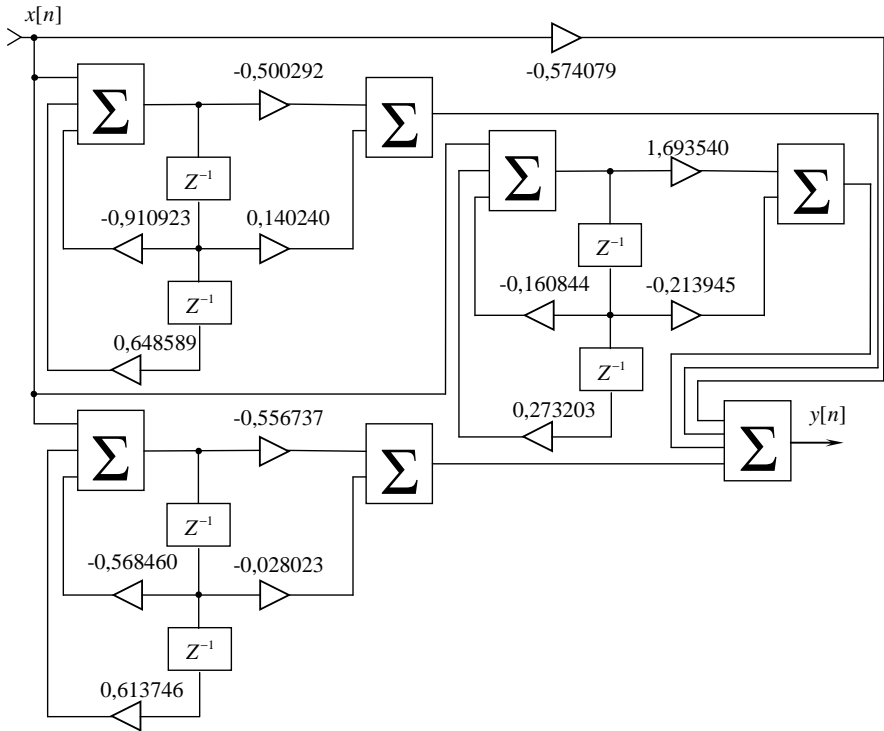 x[n]
-0,574079
-0,500292
Σ
Σ
Z⁻¹
-0,910923
0,140240
Z⁻¹
0,648589
1,693540
Σ
Σ
Z⁻¹
-0,160844
-0,213945
Z⁻¹
0,273203
-0,556737
Σ
Σ
Z⁻¹
-0,568460
-0,028023
Z⁻¹
0,613746
Σ
y[n]